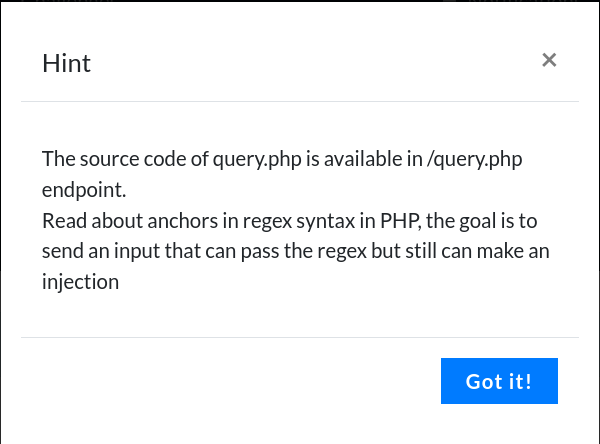 Hint
×
The source code of query.php is available in /query.php
endpoint.
Read about anchors in regex syntax in PHP, the goal is to
send an input that can pass the regex but still can make an
injection
Got it!